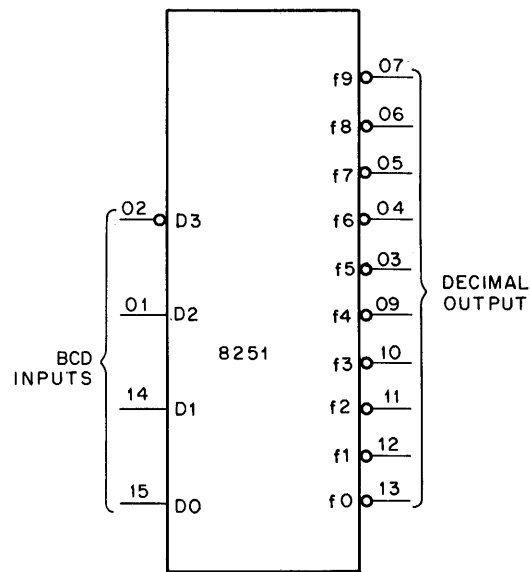 f9 07
f8 06
f7 05
02 D3 f6 04
f5 03
DECIMAL
OUTPUT
01 D2 f4 09
8251
BCD
INPUTS
f3 10
14 D1 f2 11
f1 12
15 D0 f0 13